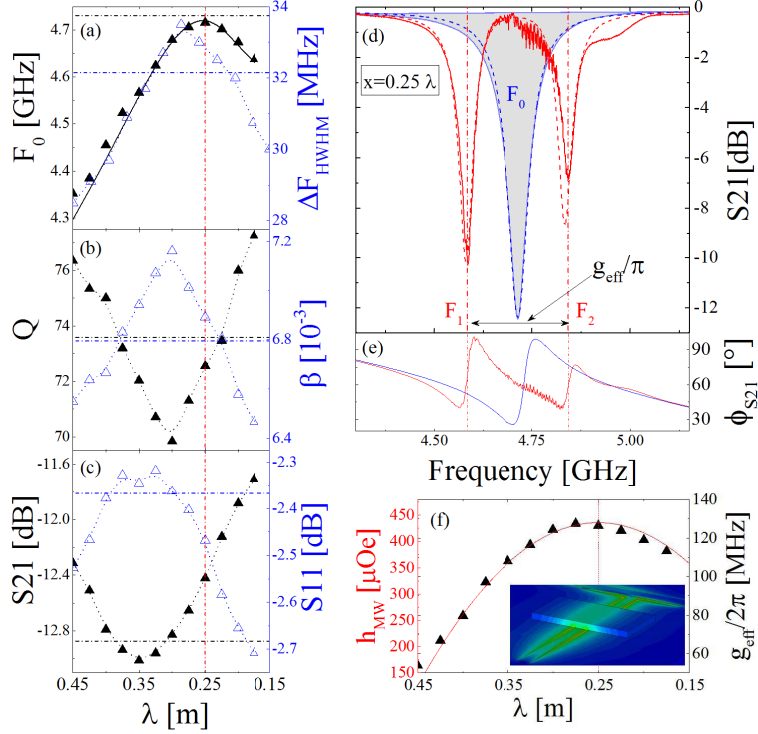 (a)
4.7
4.6
4.5
4.4
4.3
F0 [GHz]
34
32
30
28
ΔFHWHM [MHz]
(b)
76
74
72
70
Q
7.2
6.8
6.4
β [10-3]
(c)
-11.6
-12.0
-12.4
-12.8
S21 [dB]
-2.3
-2.4
-2.5
-2.6
-2.7
S11 [dB]
0.45 0.35 0.25 0.15
λ [m]
(d)
x=0.25 λ
F0
geff/π
F1
F2
0
-2
-4
-6
-8
-10
-12
S21[dB]
(e)
90
60
30
ϕS21 [°]
4.50 4.75 5.00
Frequency [GHz]
(f)
450
400
350
300
250
200
150
hMW [μOe]
140
120
100
80
60
geff/2π [MHz]
0.45 0.35 0.25 0.15
λ [m]